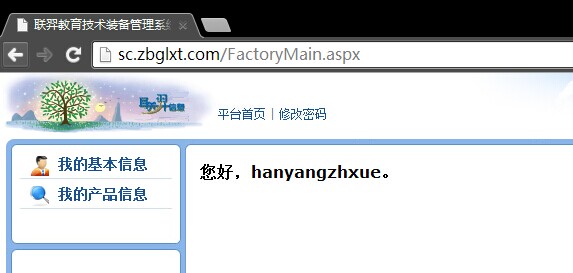 联羿教育技术装备管理系统
sc.zbglxt.com/FactoryMain.aspx
联羿信息
平台首页 | 修改密码
我的基本信息
我的产品信息
您好，hanyangzhxue。